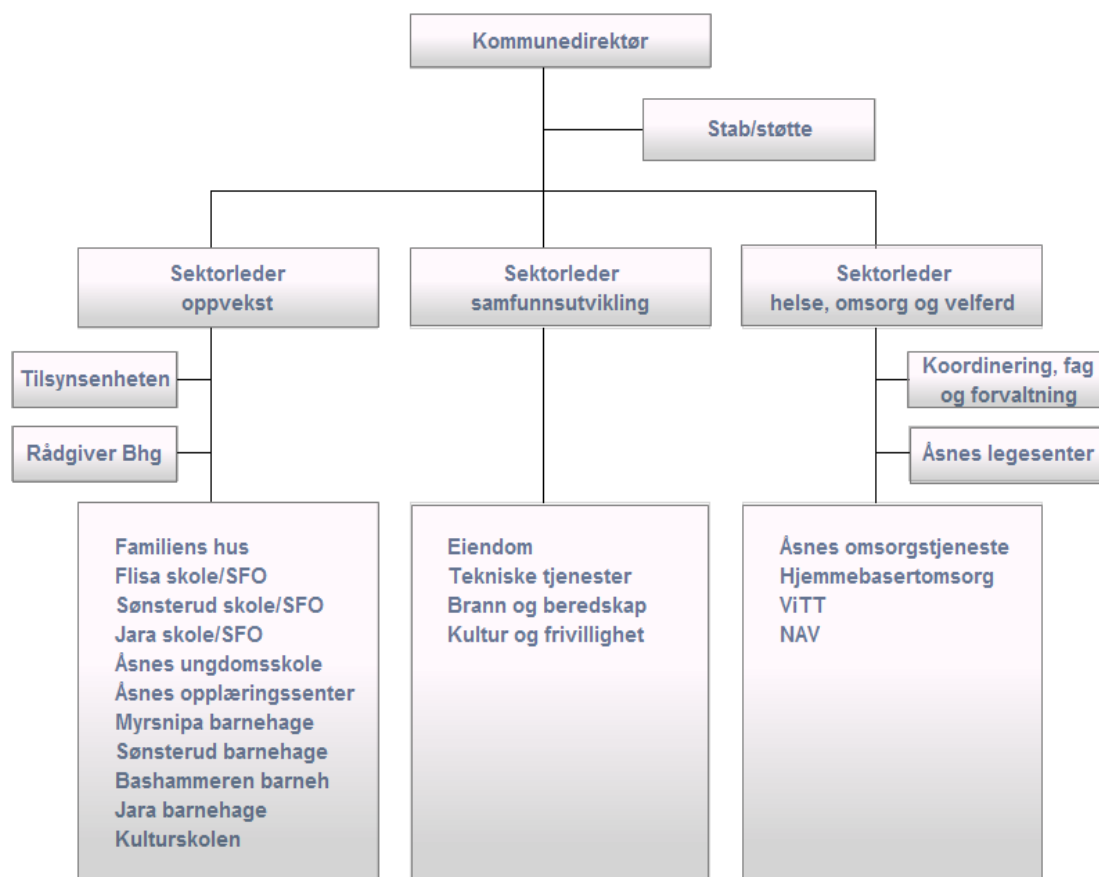 Kommunedirektør
Stab/støtte
Sektorleder
oppvekst
Sektorleder
samfunnsutvikling
Sektorleder
helse, omsorg og velferd
Tilsynsenheten
Rådgiver Bhg
Koordinering, fag
og forvaltning
Åsnes legesenter
Familiens hus
Flisa skole/SFO
Sønsterud skole/SFO
Jara skole/SFO
Åsnes ungdomsskole
Åsnes opplæringssenter
Myrsnipa barnehage
Sønsterud barnehage
Bashammeren barneh
Jara barnehage
Kulturskolen
Eiendom
Tekniske tjenester
Brann og beredskap
Kultur og frivillighet
Åsnes omsorgstjeneste
Hjemmebasertomsorg
ViTT
NAV